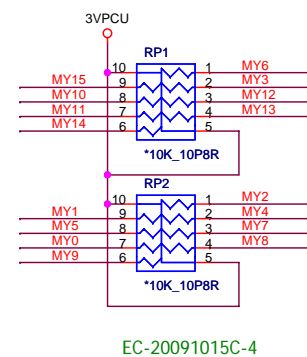 3VPCU
RP1
10 1 MY6
MY15 9 2 MY3
MY10 8 3 MY12
MY11 7 4 MY13
MY14 6 5
*10K_10P8R
RP2
10 1 MY2
MY1 9 2 MY4
MY5 8 3 MY7
MY0 7 4 MY8
MY9 6 5
*10K_10P8R
EC-20091015C-4